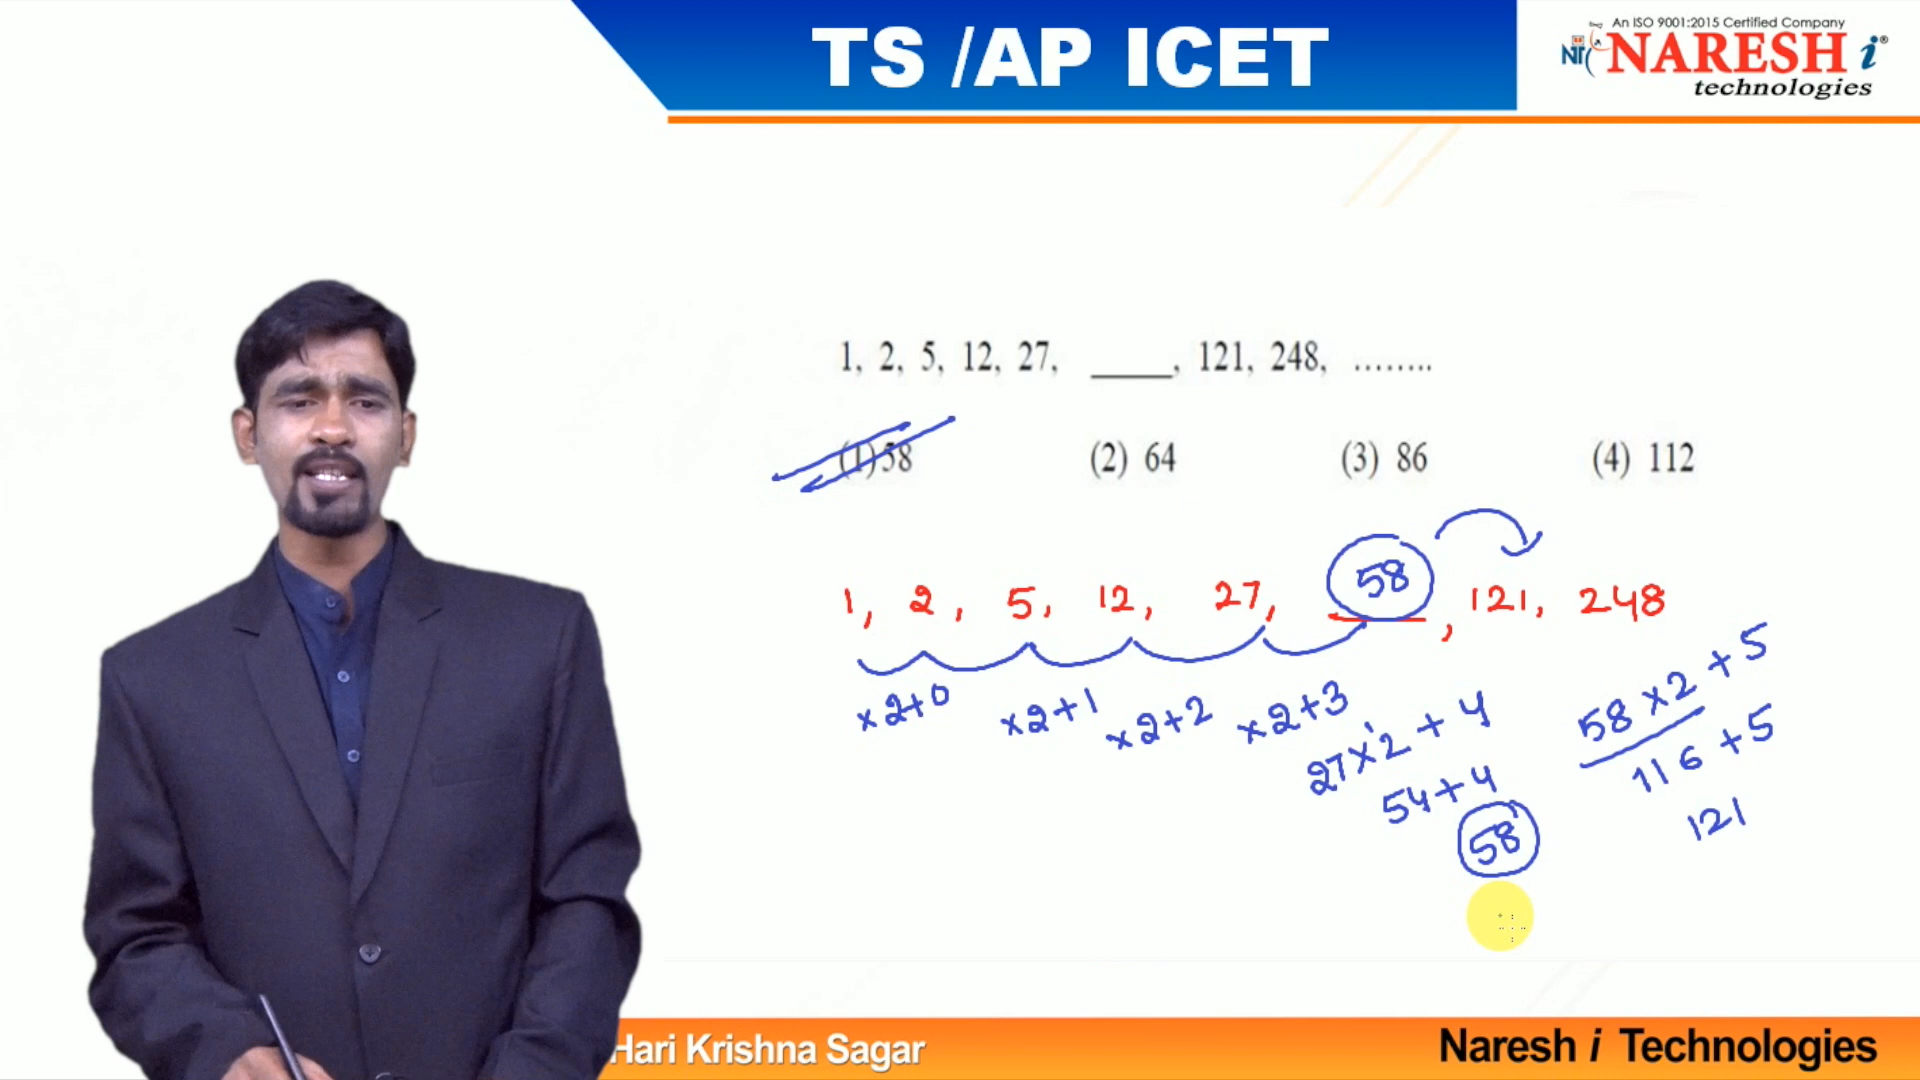 An ISO 9001:2015 Certified Company
TS /AP ICET
NARESH i
technologies
1, 2, 5, 12, 27, _____, 121, 248, ........
(1) 58 (2) 64 (3) 86 (4) 112
1, 2, 5, 12, 27, 58, 121, 248
×2+0 ×2+1 ×2+2 ×2+3
27×2+4
54+4
58
58×2+5
116+5
121
Hari Krishna Sagar
Naresh i Technologies